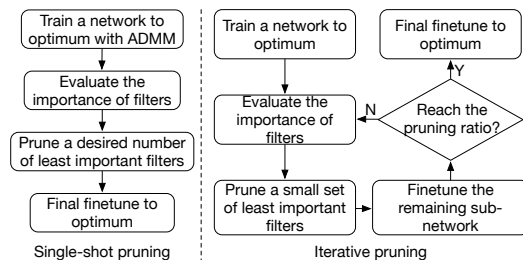 Train a network to
optimum with ADMM
Evaluate the
importance of filters
Prune a desired number
of least important filters
Final finetune to
optimum
Single-shot pruning
Train a network to
optimum
Evaluate the
importance of
filters
Prune a small set
of least important
filters
Finetune the
remaining sub-
network
Reach the
pruning ratio?
N
Y
Final finetune to
optimum
Iterative pruning